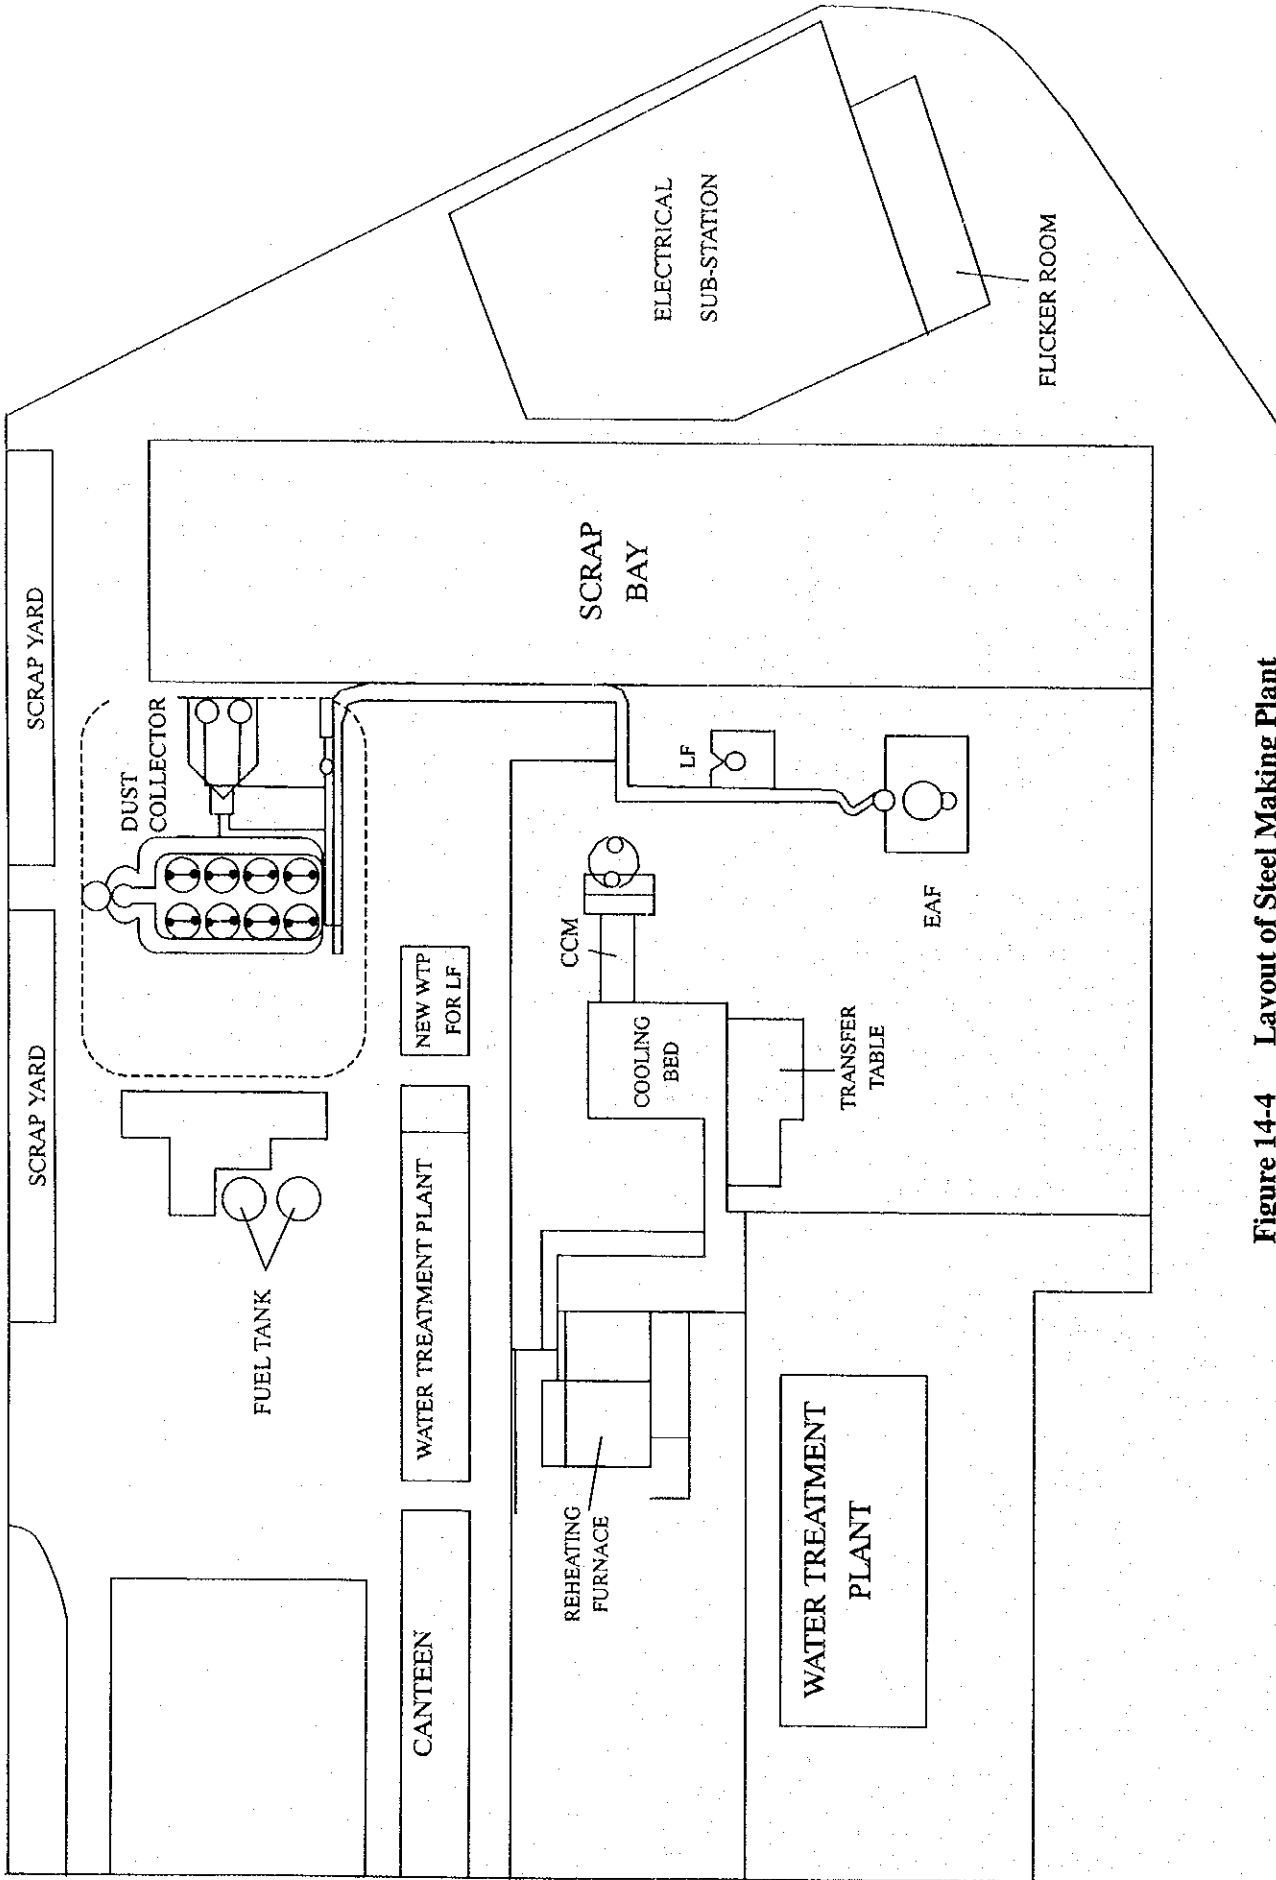 SCRAP YARD
SCRAP YARD
DUST
COLLECTOR
FUEL TANK
CANTEEN
WATER TREATMENT PLANT
NEW WTP
FOR LF
ELECTRICAL
SUB-STATION
FLICKER ROOM
SCRAP
BAY
LF
CCM
COOLING
BED
REHEATING
FURNACE
TRANSFER
TABLE
EAF
WATER TREATMENT
PLANT
Figure 14-4 Layout of Steel Making Plant